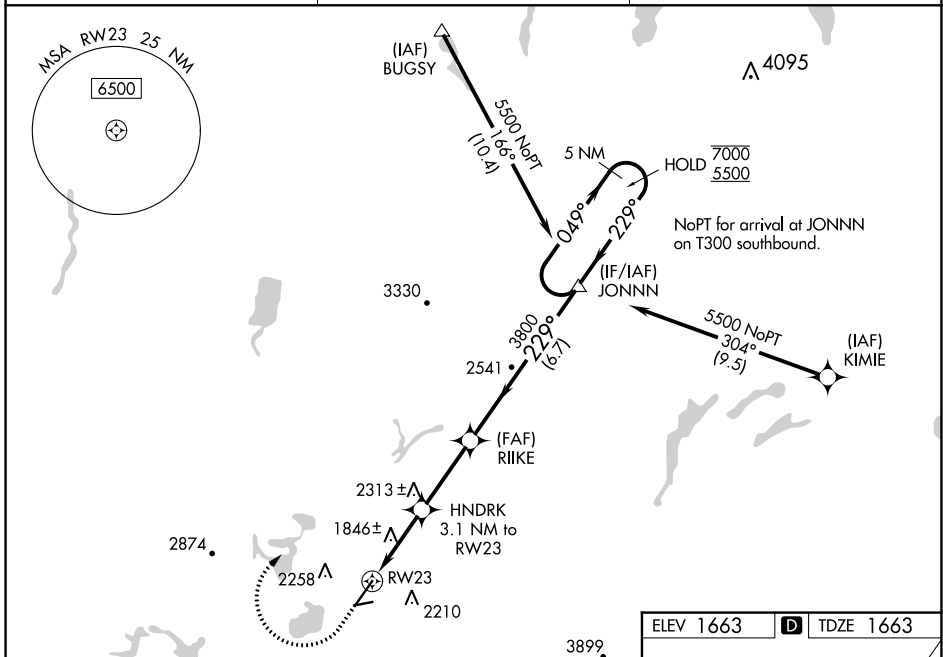 MSA RW23 25 NM
6500
(IAF)
BUGSY
4095
5500 NoPT
166°
(10.4)
5 NM
HOLD 7000
5500
049°
229°
NoPT for arrival at JONNN
on T300 southbound.
(IF/IAF)
JONNN
3330
3800
229°
(6.7)
5500 NoPT
304°
(9.5)
(IAF)
KIMIE
2541
(FAF)
RIIKE
2313 ±
HNDRK
3.1 NM to
RW23
1846±
2874
2258
RW23
2210
ELEV 1663 D TDZE 1663
3899